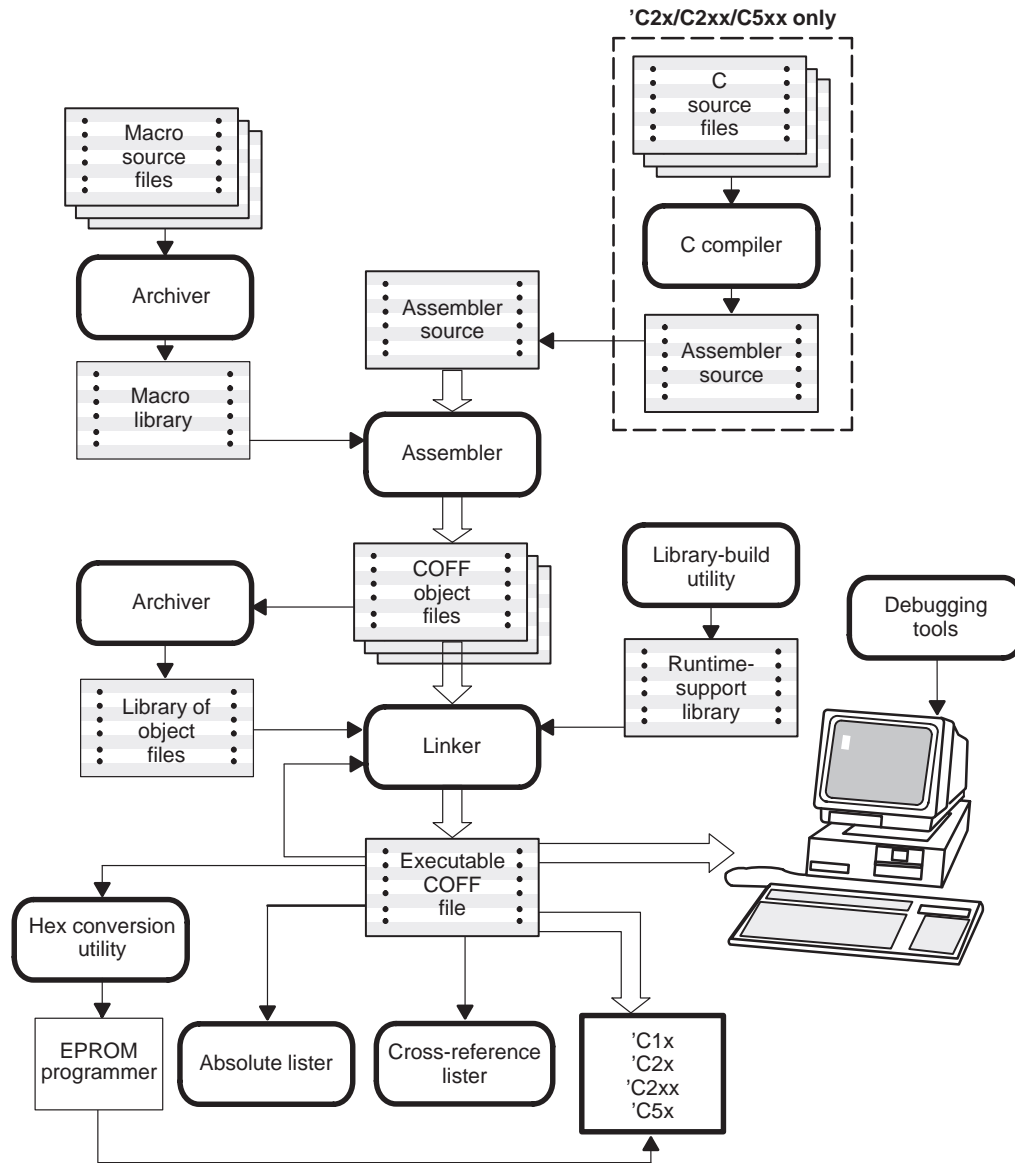 ’C2x/C2xx/C5xx only
C
source
files
Macro
source
files
C compiler
Archiver
Assembler
source
Assembler
source
Macro
library
Assembler
COFF
object
files
Library-build
utility
Archiver
Debugging
tools
Runtime-
support
library
Library of
object
files
Linker
Executable
COFF
file
Hex conversion
utility
EPROM
programmer
Absolute lister
Cross-reference
lister
’C1x
’C2x
’C2xx
’C5x